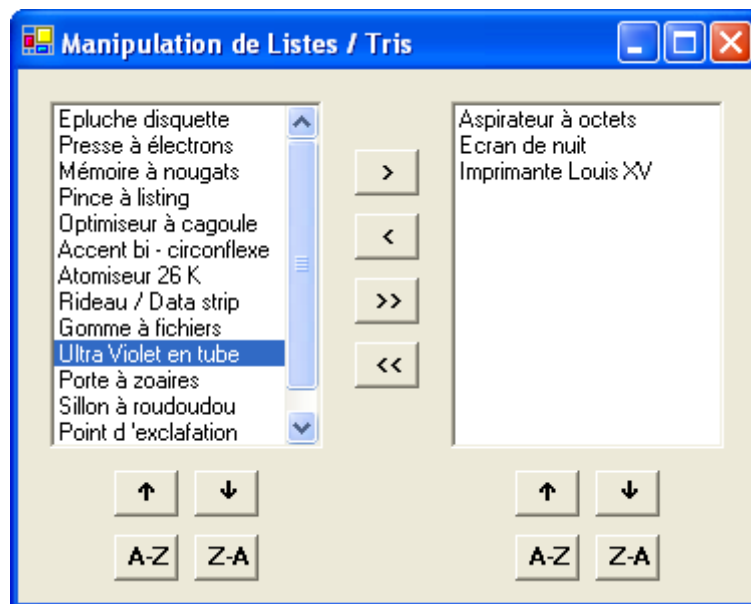 Manipulation de Listes / Tris
Epluche disquette
Presse à électrons
Mémoire à nougats
Pince à listing
Optimiseur à cagoule
Accent bi - circonflexe
Atomiseur 26 K
Rideau / Data strip
Gomme à fichiers
Ultra Violet en tube
Porte à zoaires
Sillon à roudoudou
Point d 'exclafation
>
<
>>
<<
Aspirateur à octets
Ecran de nuit
Imprimante Louis XV
↑ ↓
A-Z Z-A
↑ ↓
A-Z Z-A